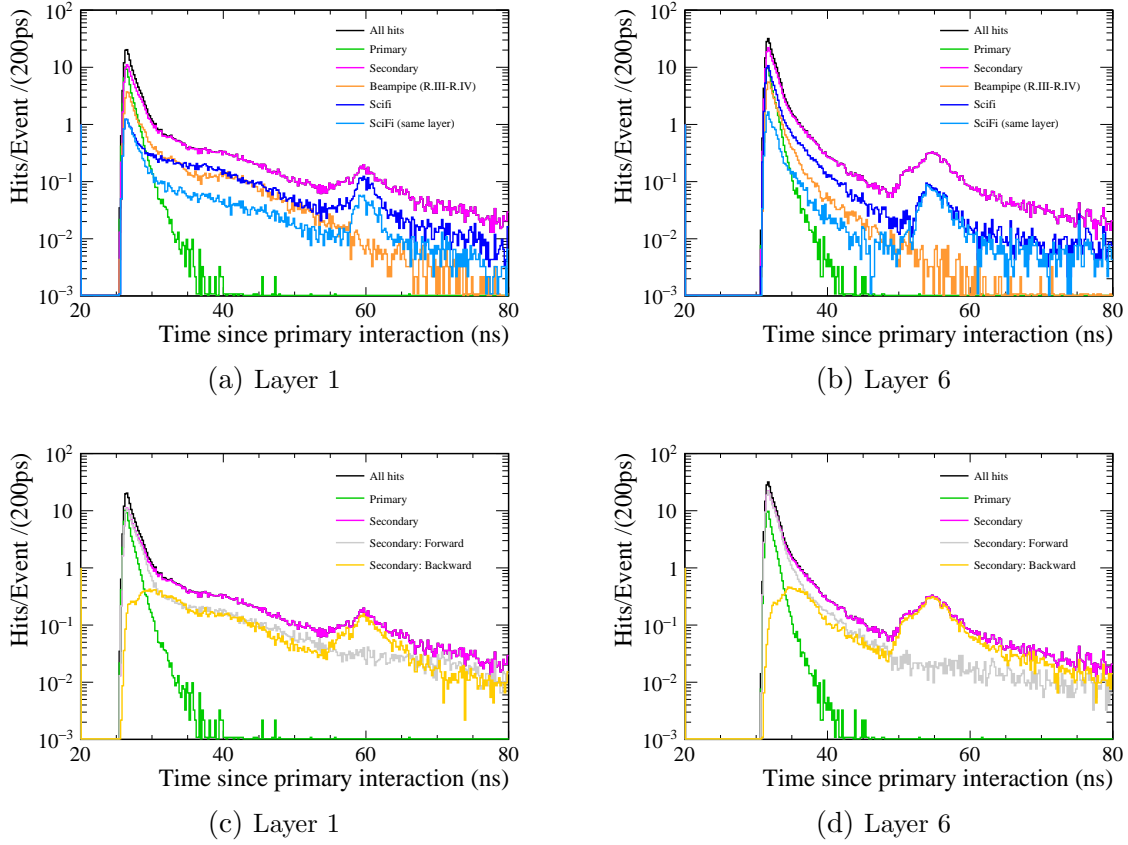 Hits/Event /(200ps)
10²
10
1
10⁻¹
10⁻²
10⁻³
All hits
Primary
Secondary
Beampipe (R.III-R.IV)
Scifi
SciFi (same layer)
20 30 40 50 60 70 80
Time since primary interaction (ns)
(a) Layer 1
Hits/Event /(200ps)
10²
10
1
10⁻¹
10⁻²
10⁻³
All hits
Primary
Secondary
Beampipe (R.III-R.IV)
Scifi
SciFi (same layer)
20 40 60 80
Time since primary interaction (ns)
(b) Layer 6
Hits/Event /(200ps)
10²
10
1
10⁻¹
10⁻²
10⁻³
All hits
Primary
Secondary
Secondary: Forward
Secondary: Backward
20 30 40 50 60 70 80
Time since primary interaction (ns)
(c) Layer 1
Hits/Event /(200ps)
10²
10
1
10⁻¹
10⁻²
10⁻³
All hits
Primary
Secondary
Secondary: Forward
Secondary: Backward
20 40 60 80
Time since primary interaction (ns)
(d) Layer 6